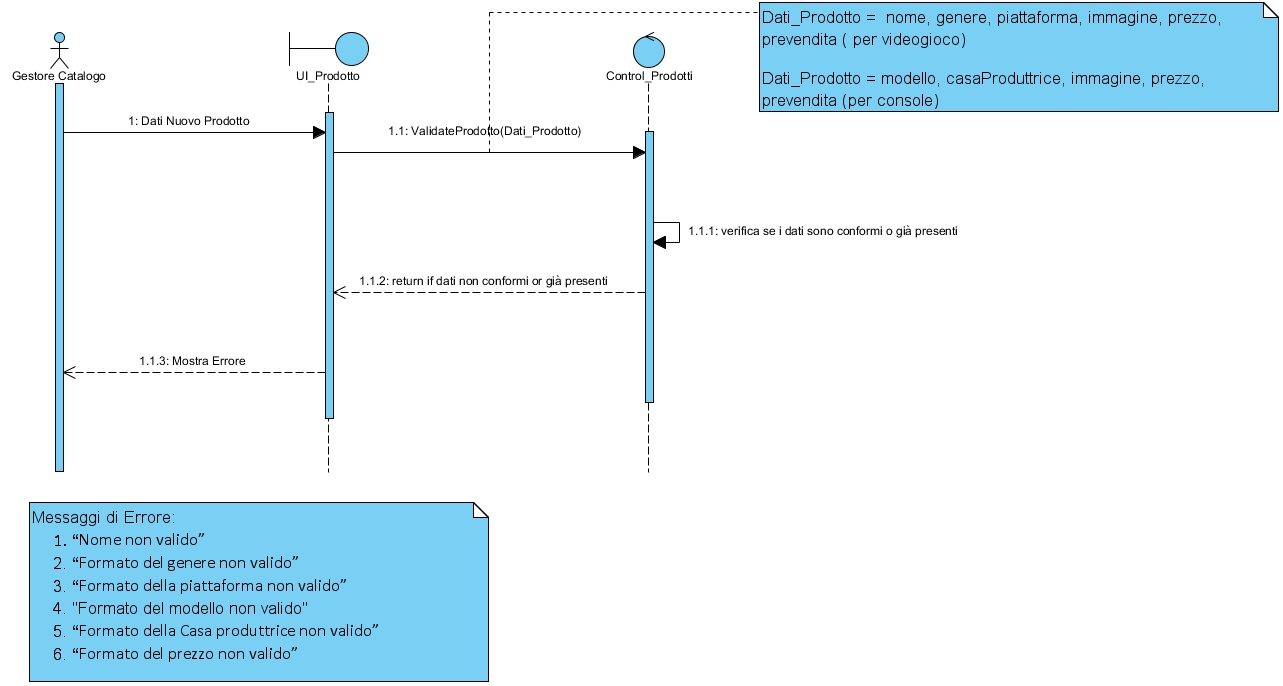 Dati_Prodotto =  nome, genere, piattaforma, immagine, prezzo,
prevendita ( per videogioco)
Dati_Prodotto = modello, casaProduttrice, immagine, prezzo,
prevendita (per console)
Gestore Catalogo
UI_Prodotto
Control_Prodotti
1: Dati Nuovo Prodotto
1.1: ValidateProdotto(Dati_Prodotto)
1.1.1: verifica se i dati sono conformi o già presenti
1.1.2: return if dati non conformi or già presenti
1.1.3: Mostra Errore
Messaggi di Errore:
1. “Nome non valido”
2. “Formato del genere non valido”
3. “Formato della piattaforma non valido”
4. "Formato del modello non valido"
5. “Formato della Casa produttrice non valido”
6. “Formato del prezzo non valido”